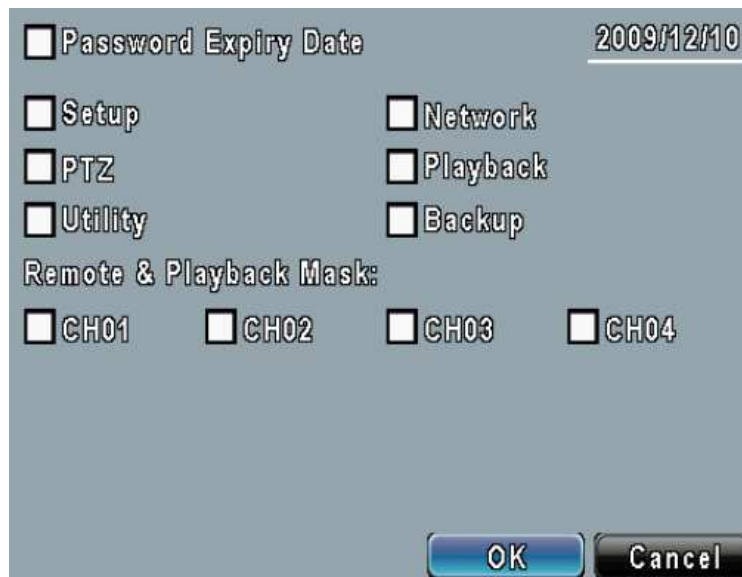 Password Expiry Date 2009/12/10
Setup Network
PTZ Playback
Utility Backup
Remote & Playback Mask:
CH01 CH02 CH03 CH04
OK Cancel